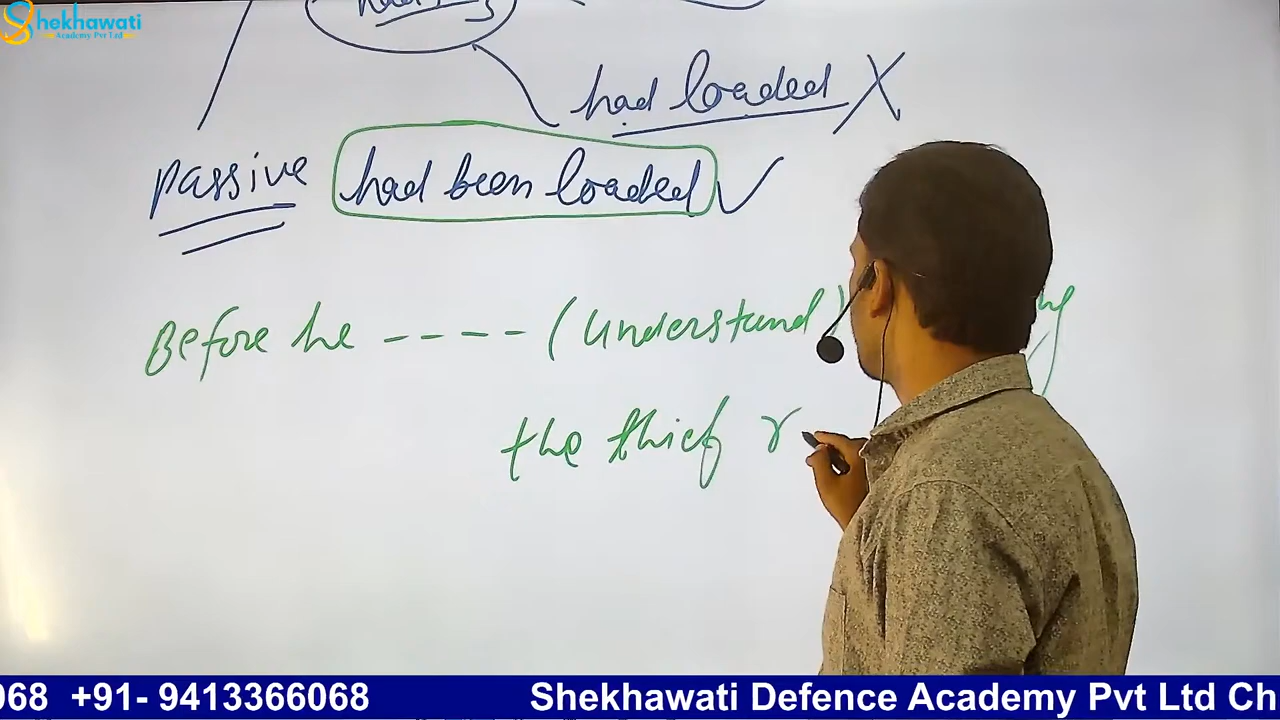 Shekhawati
Academy Pvt Ltd
had loaded X
passive had been loaded ✓
Before he ---- (understand)
the thief r
068 +91- 9413366068 Shekhawati Defence Academy Pvt Ltd Ch